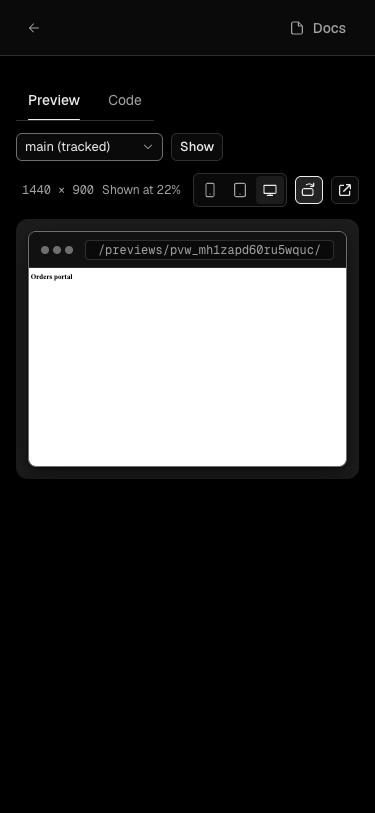 Docs
Preview Code
main (tracked) Show
1440 × 900 Shown at 22%
/previews/pvw_mh1zapd60ru5wquc/
Orders portal